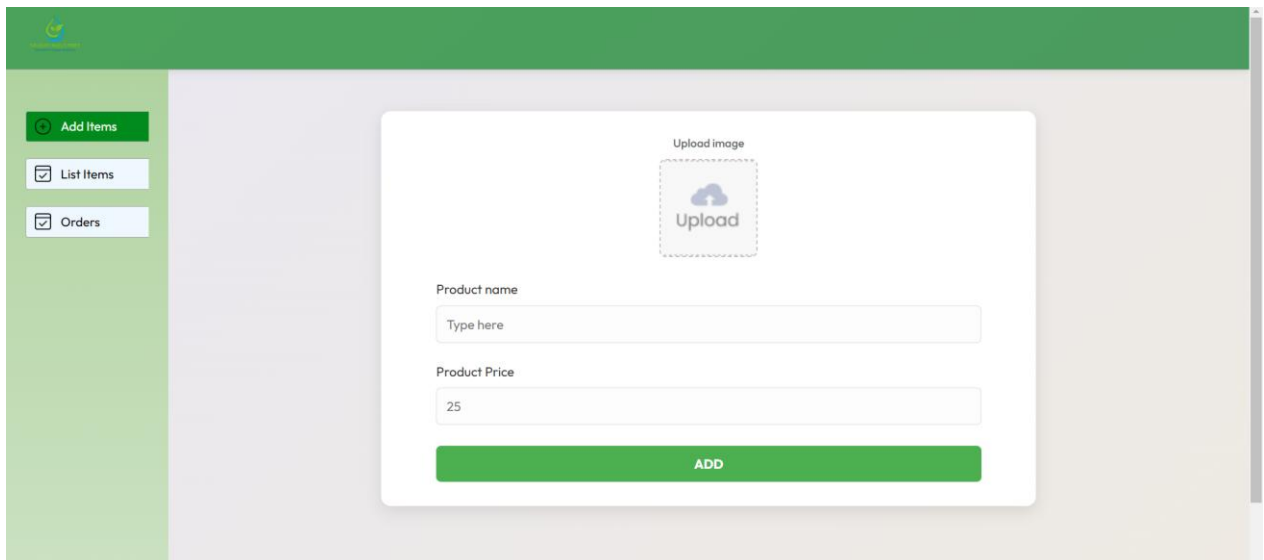 Add Items
List Items
Orders
Upload image
Upload
Product name
Type here
Product Price
25
ADD